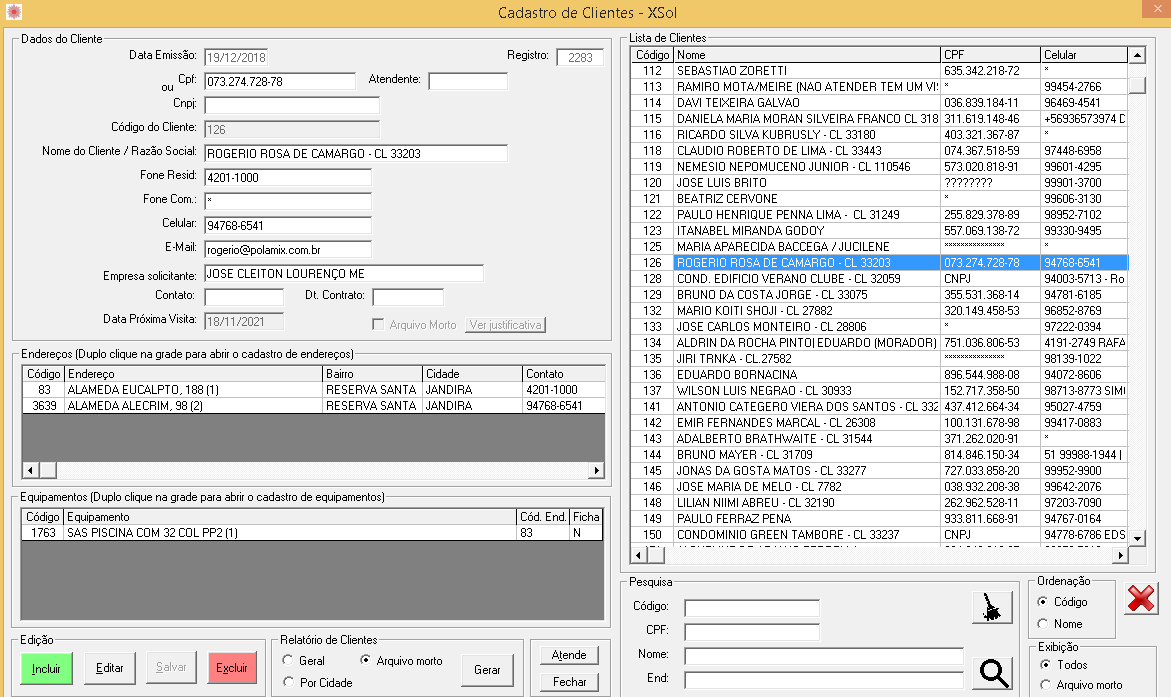 Cadastro de Clientes - XSol
Dados do Cliente
Data Emissão: 19/12/2018 Registro: 2283
Cpf: 073.274.728-78 Atendente:
ou
Cnpj:
Código do Cliente: 126
Nome do Cliente / Razão Social: ROGERIO ROSA DE CAMARGO - CL 33203
Fone Resid: 4201-1000
Fone Com.: *
Celular: 94768-6541
E-Mail: rogerio@polamix.com.br
Empresa solicitante: JOSE CLEITON LOURENÇO ME
Contato: Dt. Contrato:
Data Próxima Visita: 18/11/2021 Arquivo Morto Ver justificativa
Endereços (Duplo clique na grade para abrir o cadastro de endereços)
Código Endereço Bairro Cidade Contato
83 ALAMEDA EUCALPTO, 188 (1) RESERVA SANTA JANDIRA 4201-1000
3639 ALAMEDA ALECRIM, 98 (2) RESERVA SANTA JANDIRA 94768-6541
Equipamentos (Duplo clique na grade para abrir o cadastro de equipamentos)
Código Equipamento Cód. End. Ficha
1763 SAS PISCINA COM 32 COL PP2 (1) 83 N
Edição
Incluir Editar Salvar Excluir
Relatório de Clientes
Geral Arquivo morto
Por Cidade
Gerar
Atende
Fechar
Lista de Clientes
Código Nome CPF Celular
112 SEBASTIAO ZORETTI 635.342.218-72 *
113 RAMIRO MOTA/MEIRE (NAO ATENDER TEM UM VI * 99454-2766
114 DAVI TEIXEIRA GALVAO 036.839.184-11 96469-4541
115 DANIELA MARIA MORAN SILVEIRA FRANCO CL 318 311.619.148-46 +56936573974 D
116 RICARDO SILVA KUBRUSLY - CL 33180 403.321.367-87 *
118 CLAUDIO ROBERTO DE LIMA - CL 33443 074.367.518-59 97448-6958
119 NEMESIO NEPOMUCENO JUNIOR - CL 110546 573.020.818-91 99601-4295
120 JOSE LUIS BRITO ???????? 99901-3700
121 BEATRIZ CERVONE * 99606-3130
122 PAULO HENRIQUE PENNA LIMA - CL 31249 255.829.378-89 98952-7102
123 ITANABEL MIRANDA GODOY 557.069.138-72 99330-9495
125 MARIA APARECIDA BACCEGA / JUCILENE *************** *
126 ROGERIO ROSA DE CAMARGO - CL 33203 073.274.728-78 94768-6541
128 COND. EDIFICIO VERANO CLUBE - CL 32059 CNPJ 94003-5713 - Ro
129 BRUNO DA COSTA JORGE - CL 33075 355.531.368-14 94781-6185
132 MARIO KOITI SHOJI - CL 27882 320.149.458-53 96852-8769
133 JOSE CARLOS MONTEIRO - CL 28806 * 97222-0394
134 ALDRIN DA ROCHA PINTO| EDUARDO (MORADOR) 751.036.806-53 4191-2749 RAFA
135 JIRI TRNKA - CL.27582 *************** 98139-1022
136 EDUARDO BORNACINA 896.544.988-08 94072-8606
137 WILSON LUIS NEGRAO - CL 30933 152.717.358-50 98713-8773 SIM
141 ANTONIO CATEGERO VIERA DOS SANTOS - CL 332 437.412.664-34 95027-4759
142 EMIR FERNANDES MARCAL - CL 26308 100.131.678-98 99417-0883
143 ADALBERTO BRATHWAITE - CL 31544 371.262.020-91 *
144 BRUNO MAYER - CL 31709 814.846.150-34 51 99988-1944 |
145 JONAS DA GOSTA MATOS - CL 33277 727.033.858-20 99952-9900
146 JOSE MARIA DE MELO - CL 7782 038.932.208-38 99642-2076
148 LILIAN NIIMI ABREU - CL 32190 262.962.528-11 97203-7090
149 PAULO FERRAZ PENA 933.811.668-91 94767-0164
150 CONDOMINIO GREEN TAMBORE - CL 33237 CNPJ 94778-6786 EDS
Pesquisa
Código:
CPF:
Nome:
End:
Ordenação
Código
Nome
Exibição
Todos
Arquivo morto